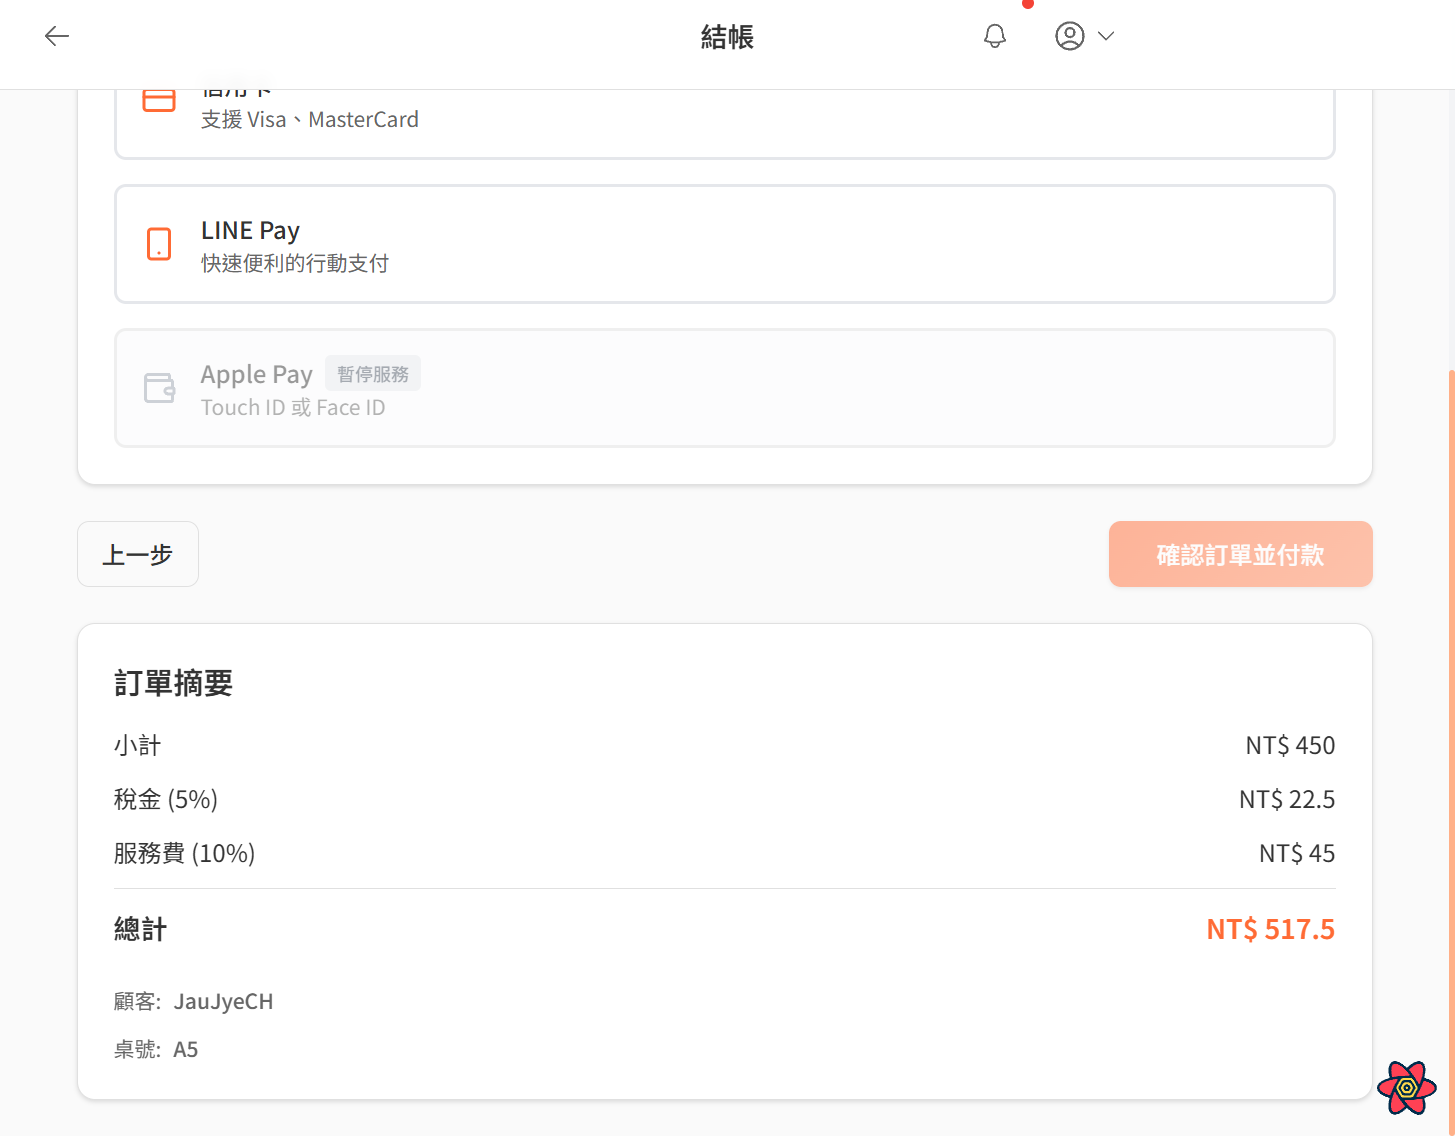 結帳
信用卡
支援 Visa、MasterCard
LINE Pay
快速便利的行動支付
Apple Pay 暫停服務
Touch ID 或 Face ID
上一步 確認訂單並付款
訂單摘要
小計 NT$ 450
稅金 (5%) NT$ 22.5
服務費 (10%) NT$ 45
總計 NT$ 517.5
顧客: JauJyeCH
桌號: A5